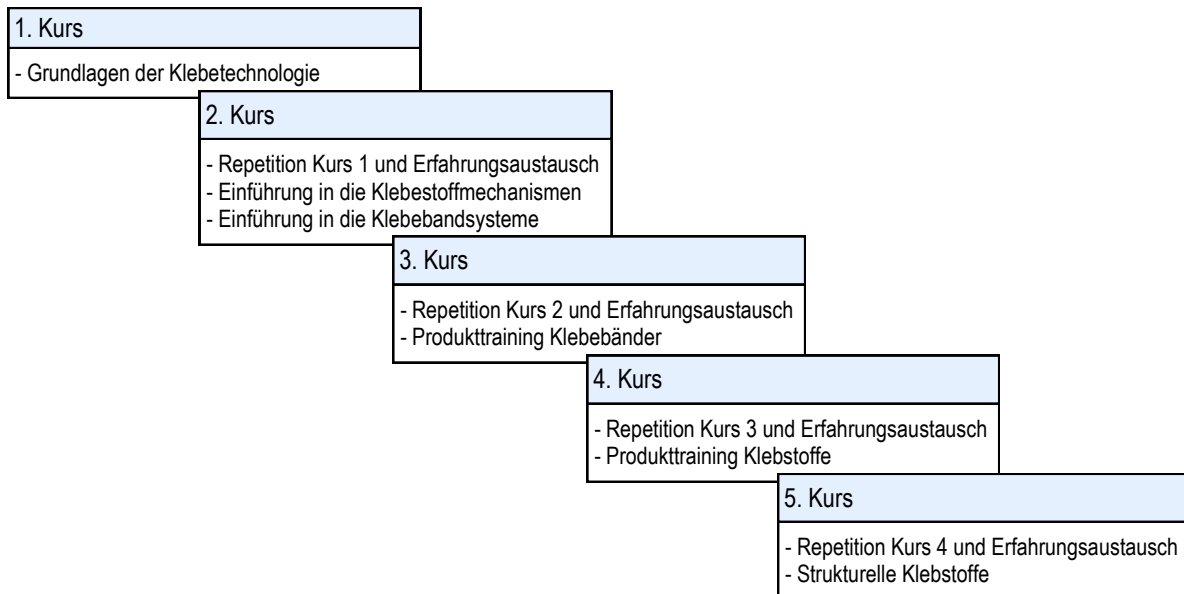 1. Kurs
- Grundlagen der Klebetechnologie
2. Kurs
- Repetition Kurs 1 und Erfahrungsaustausch
- Einführung in die Klebestoffmechanismen
- Einführung in die Klebebandsysteme
3. Kurs
- Repetition Kurs 2 und Erfahrungsaustausch
- Produkttraining Klebebänder
4. Kurs
- Repetition Kurs 3 und Erfahrungsaustausch
- Produkttraining Klebstoffe
5. Kurs
- Repetition Kurs 4 und Erfahrungsaustausch
- Strukturelle Klebstoffe